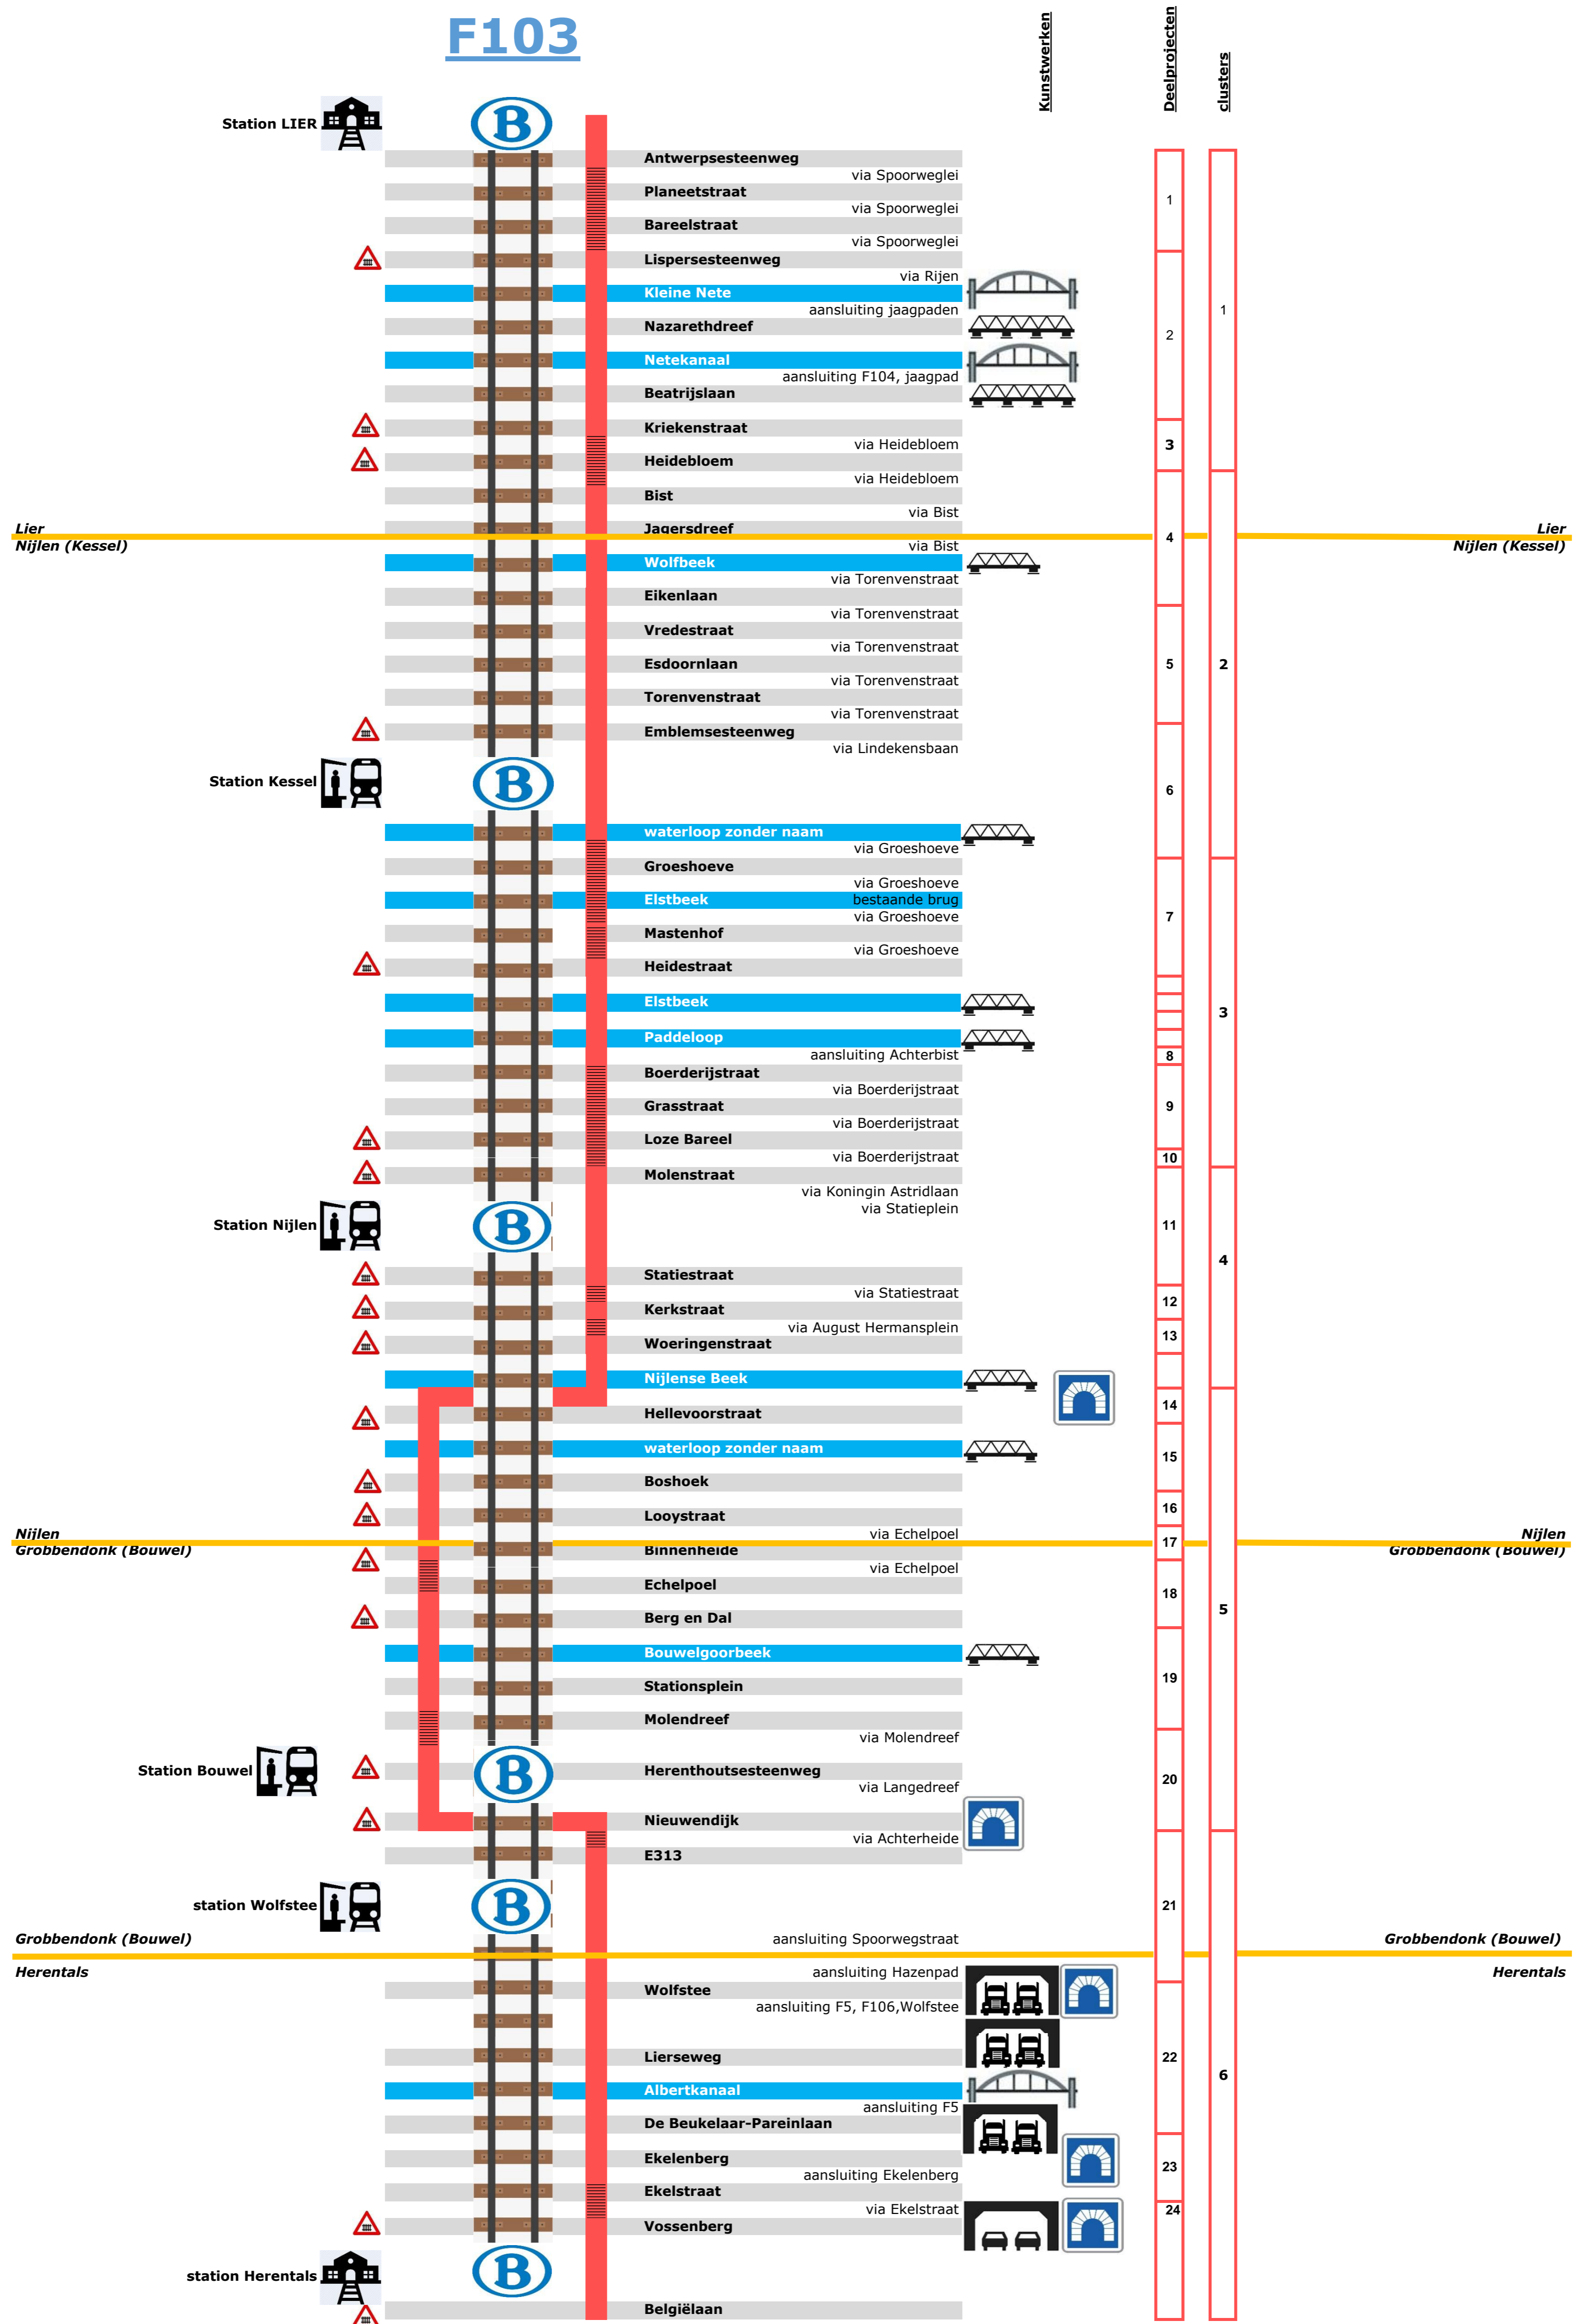 F103
Kunstwerken
Deelprojecten
clusters
Station LIER
B
Antwerpsesteenweg
via Spoorweglei
Planeetstraat
via Spoorweglei
1
Bareelstraat
via Spoorweglei
Lispersesteenweg
via Rijen
Kleine Nete
aansluiting jaagpaden
1
Nazarethdreef
2
Netekanaal
aansluiting F104, jaagpad
Beatrijslaan
Kriekenstraat
via Heidebloem
3
Heidebloem
via Heidebloem
Bist
via Bist
Lier
Jagersdreef
Lier
4
Nijlen (Kessel)
via Bist
Nijlen (Kessel)
Wolfbeek
via Torenvenstraat
Eikenlaan
via Torenvenstraat
Vredestraat
via Torenvenstraat
Esdoornlaan
5
2
via Torenvenstraat
Torenvenstraat
via Torenvenstraat
Emblemsesteenweg
via Lindekensbaan
Station Kessel
B
6
waterloop zonder naam
via Groeshoeve
Groeshoeve
via Groeshoeve
Elstbeek
bestaande brug
via Groeshoeve
7
Mastenhof
via Groeshoeve
Heidestraat
Elstbeek
3
Paddeloop
aansluiting Achterbist
8
Boerderijstraat
via Boerderijstraat
Grasstraat
9
via Boerderijstraat
Loze Bareel
via Boerderijstraat
10
Molenstraat
via Koningin Astridlaan
via Statieplein
Station Nijlen
B
11
4
Statiestraat
via Statiestraat
12
Kerkstraat
via August Hermansplein
13
Woeringenstraat
Nijlense Beek
14
Hellevoorstraat
waterloop zonder naam
15
Boshoek
16
Looystraat
Nijlen
via Echelpoel
Nijlen
17
Grobbendonk (Bouwel)
Binnenheide
Grobbendonk (Bouwel)
via Echelpoel
Echelpoel
18
5
Berg en Dal
Bouwelgoorbeek
19
Stationsplein
Molendreef
via Molendreef
Station Bouwel
B
Herenthoutsesteenweg
20
via Langedreef
Nieuwendijk
via Achterheide
E313
station Wolfstee
B
21
Grobbendonk (Bouwel)
aansluiting Spoorwegstraat
Grobbendonk (Bouwel)
Herentals
aansluiting Hazenpad
Herentals
Wolfstee
aansluiting F5, F106,Wolfstee
Lierseweg
22
6
Albertkanaal
aansluiting F5
De Beukelaar-Pareinlaan
Ekelenberg
23
aansluiting Ekelenberg
Ekelstraat
via Ekelstraat
24
Vossenberg
station Herentals
B
Belgiëlaan